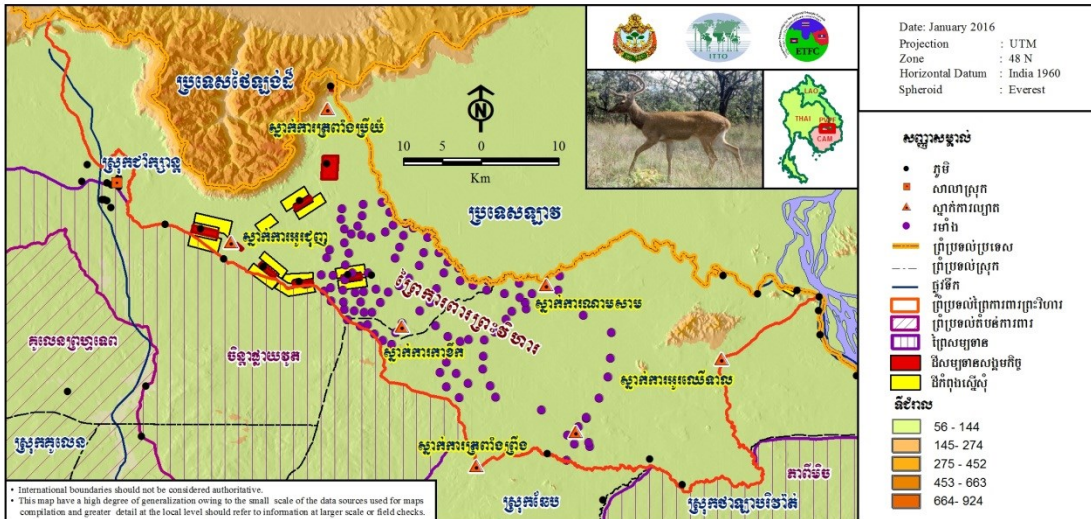 ប្រទេសថៃឡង់ដ៍
ស្នាក់ការត្រពាំងប្រីយ៍
ស្រុកជាំក្សាន្ត
N
10 5 0 10
Km
ប្រទេសឡាវ
ស្នាក់ការអូរដូញ
ព្រៃការពារព្រះវិហារ
ស្នាក់ការណាមសាម
គូលេនព្រហ្មទេព
ចិន្តាផ្លាយវុត
ស្នាក់ការកាខឹក
ស្នាក់ការអូរឈើទាល
ស្រុកគូលេន
ស្នាក់ការត្រពាំងព្រីង
ស្រុកឆែប
ស្រុកថាឡាបរិវ៉ាត់
ភាពីមិច
• International boundaries should not be considered authoritative.
• This map have a high degree of generalization owing to the small scale of the data sources used for maps
compilation and greater detail at the local level should refer to information at larger scale or field checks.
ITTO
ETFC
LAO
THAI
CAM
Date: January 2016
Projection : UTM
Zone : 48 N
Horizontal Datum : India 1960
Spheroid : Everest
សញ្ញាសម្គាល់
ភូមិ
សាលាស្រុក
ស្នាក់ការល្បាត
រមាំង
ព្រំប្រទល់ប្រទេស
ព្រំប្រទល់ស្រុក
ផ្លូវទឹក
ព្រំប្រទល់ព្រៃការពារព្រះវិហារ
ព្រំប្រទល់តំបន់ការពារ
ព្រៃសម្បទាន
ដីសម្បទានសង្គមកិច្ច
ដីកំពុងស្នើសុំ
ទីជំរាល
56 - 144
145- 274
275 - 452
453 - 663
664- 924